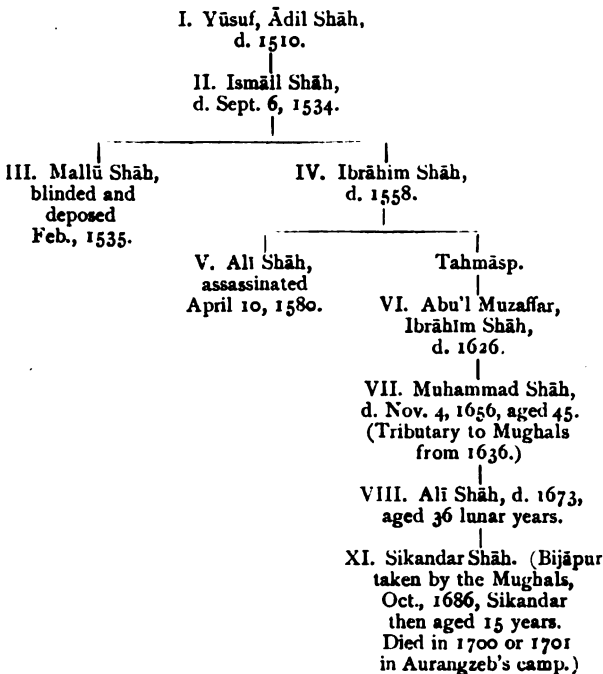 I. Yūsuf, Ādil Shāh,
d. 1510.
II. Ismāīl Shāh,
d. Sept. 6, 1534.
III. Mallū Shāh,
blinded and
deposed
Feb., 1535.
IV. Ibrāhim Shāh,
d. 1558.
V. Alī Shāh,
assassinated
April 10, 1580.
Tahmāsp.
VI. Abu'l Muzaffar,
Ibrāhīm Shāh,
d. 1626.
VII. Muhammad Shāh,
d. Nov. 4, 1656, aged 45.
(Tributary to Mughals
from 1636.)
VIII. Alī Shāh, d. 1673,
aged 36 lunar years.
XI. Sikandar Shāh. (Bijāpur
taken by the Mughals,
Oct., 1686, Sikandar
then aged 15 years.
Died in 1700 or 1701
in Aurangzeb's camp.)